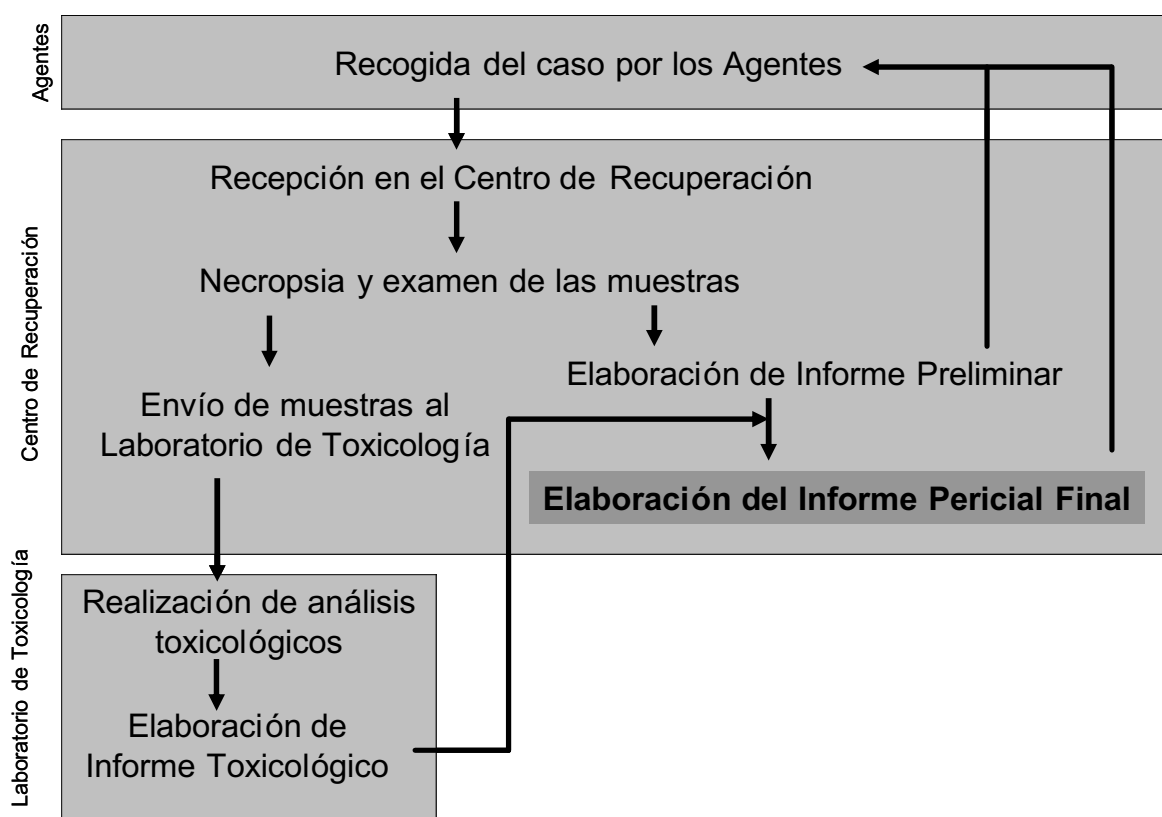 Agentes
Recogida del caso por los Agentes
Centro de Recuperación
Recepción en el Centro de Recuperación
Necropsia y examen de las muestras
Elaboración de Informe Preliminar
Envío de muestras al
Laboratorio de Toxicología
Elaboración del Informe Pericial Final
Laboratorio de Toxicología
Realización de análisis
toxicológicos
Elaboración de
Informe Toxicológico